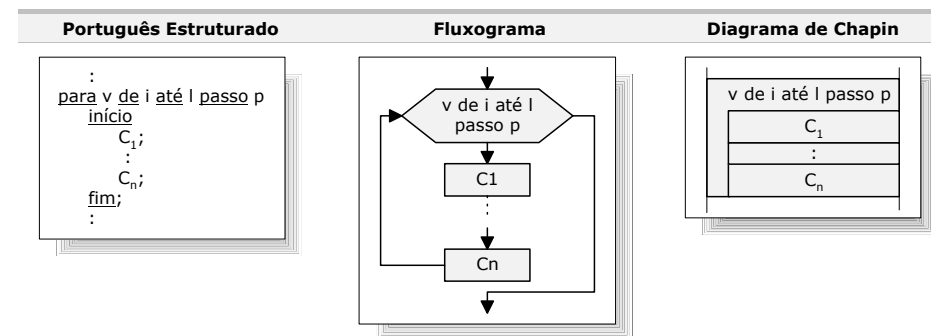 Português Estruturado
Fluxograma
Diagrama de Chapin
:
para v de i até l passo p
início
C1;
:
Cn;
fim;
:
v de i até l
passo p
C1
Cn
v de i até l passo p
C1
:
Cn